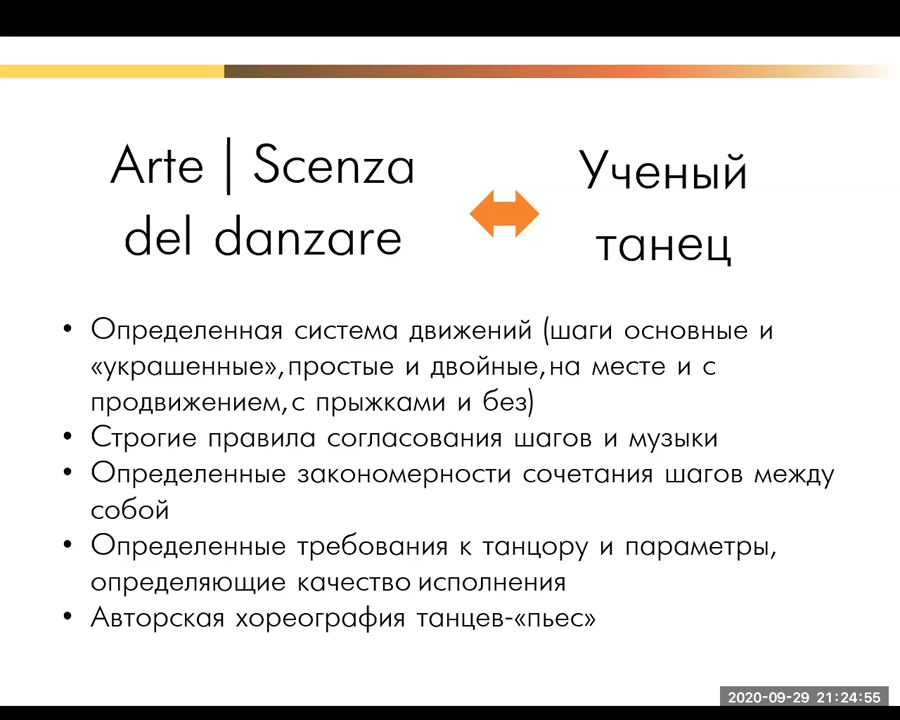 Arte | Scenza
del danzare
Ученый
танец
• Определенная система движений (шаги основные и
«украшенные», простые и двойные, на месте и с
продвижением, с прыжками и без)
• Строгие правила согласования шагов и музыки
• Определенные закономерности сочетания шагов между
собой
• Определенные требования к танцору и параметры,
определяющие качество исполнения
• Авторская хореография танцев-«пьес»
2020-09-29 21:24:55